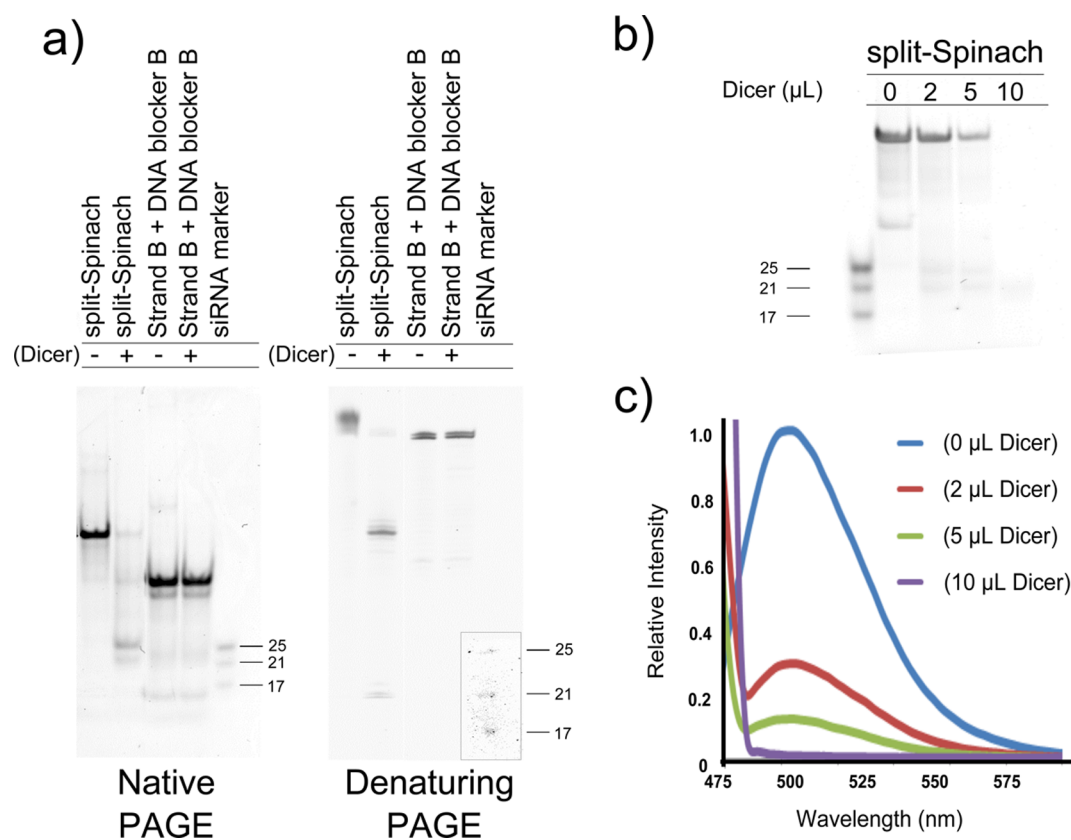 a)
split-Spinach
split-Spinach
Strand B + DNA blocker B
Strand B + DNA blocker B
siRNA marker
(Dicer) - + - +
25
21
17
Native
PAGE
split-Spinach
split-Spinach
Strand B + DNA blocker B
Strand B + DNA blocker B
siRNA marker
(Dicer) - + - +
25
21
17
Denaturing
PAGE
b)
split-Spinach
Dicer (µL) 0 2 5 10
25
21
17
c)
1.0
0.8
0.6
0.4
0.2
0
Relative Intensity
475 500 525 550 575
Wavelength (nm)
(0 µL Dicer)
(2 µL Dicer)
(5 µL Dicer)
(10 µL Dicer)